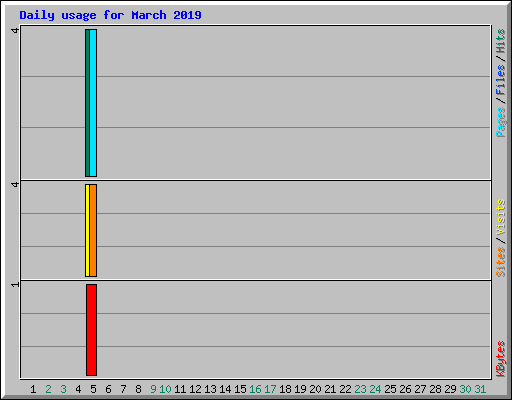 Daily usage for March 2019
4
Pages / Files / Hits
4
Sites / Visits
1
KBytes
1 2 3 4 5 6 7 8 9 10 11 12 13 14 15 16 17 18 19 20 21 22 23 24 25 26 27 28 29 30 31